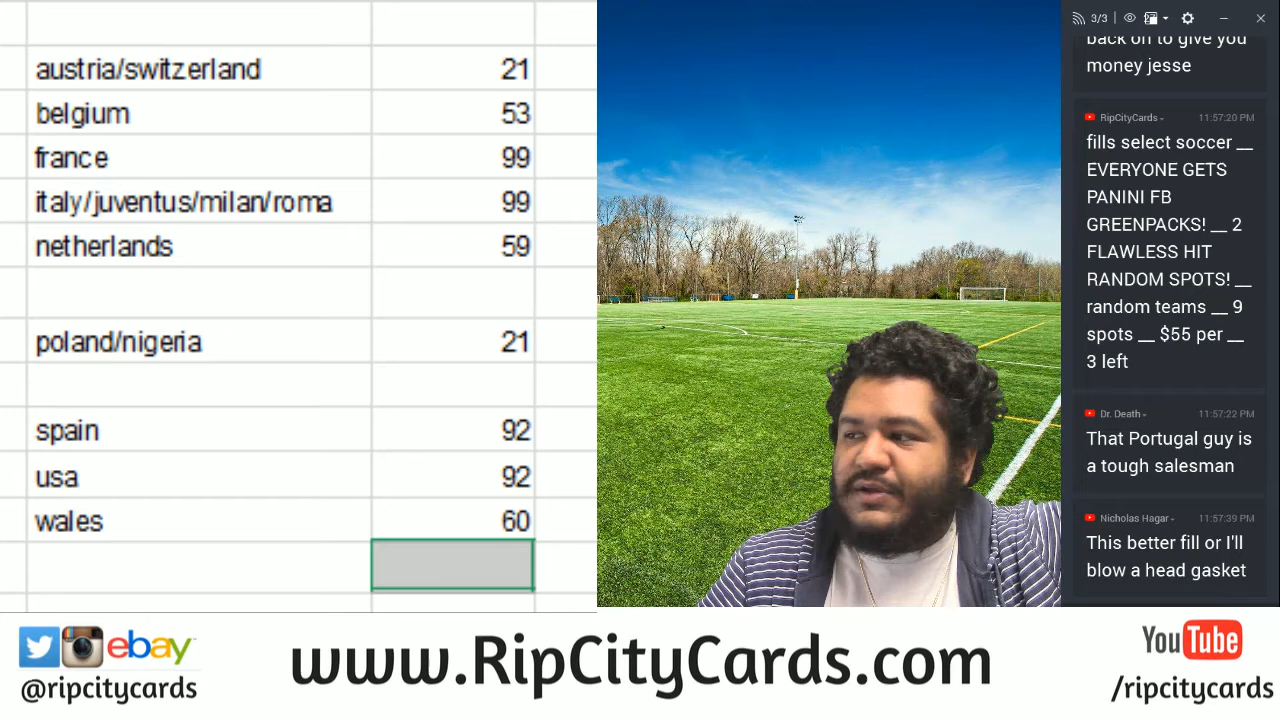 austria/switzerland 21
belgium 53
france 99
italy/juventus/milan/roma 99
netherlands 59
poland/nigeria 21
spain 92
usa 92
wales 60
3/3
back on to give you
money jesse
RipCityCards 11:57:20 PM
fills select soccer __
EVERYONE GETS
PANINI FB
GREENPACKS! __ 2
FLAWLESS HIT
RANDOM SPOTS! __
random teams __ 9
spots __ $55 per __
3 left
Dr. Death 11:57:22 PM
That Portugal guy is
a tough salesman
Nicholas Hagar 11:57:39 PM
This better fill or I'll
blow a head gasket
ebay
@ripcitycards
www.RipCityCards.com
YouTube
/ripcitycards